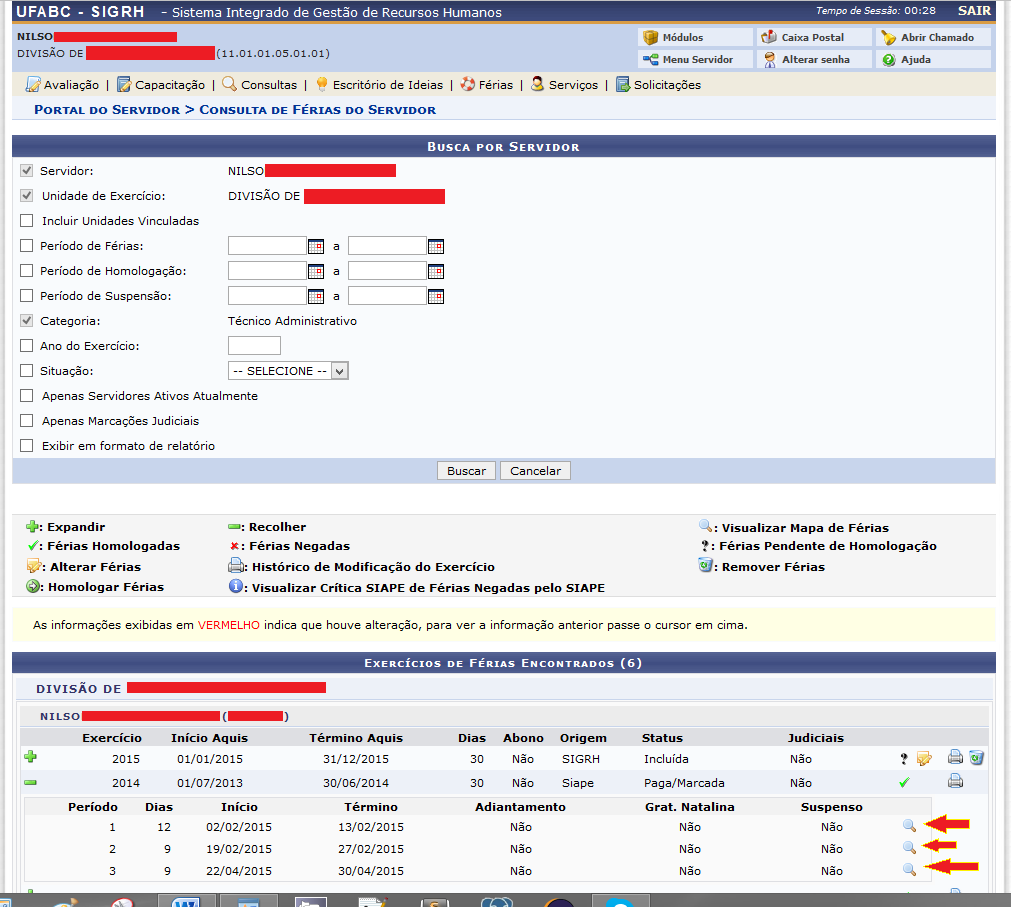 UFABC - SIGRH - Sistema Integrado de Gestão de Recursos Humanos Tempo de Sessão: 00:28 SAIR
NILSO
DIVISÃO DE (11.01.01.05.01.01)
Módulos Caixa Postal Abrir Chamado
Menu Servidor Alterar senha Ajuda
Avaliação | Capacitação | Consultas | Escritório de Ideias | Férias | Serviços | Solicitações
Portal do Servidor > Consulta de Férias do Servidor
Busca por Servidor
Servidor: NILSO
Unidade de Exercício: DIVISÃO DE
Incluir Unidades Vinculadas
Período de Férias: a
Período de Homologação: a
Período de Suspensão: a
Categoria: Técnico Administrativo
Ano do Exercício:
Situação: -- SELECIONE --
Apenas Servidores Ativos Atualmente
Apenas Marcações Judiciais
Exibir em formato de relatório
Buscar Cancelar
: Expandir : Recolher : Visualizar Mapa de Férias
: Férias Homologadas : Férias Negadas : Férias Pendente de Homologação
: Alterar Férias : Histórico de Modificação do Exercício : Remover Férias
: Homologar Férias : Visualizar Crítica SIAPE de Férias Negadas pelo SIAPE
As informações exibidas em VERMELHO indica que houve alteração, para ver a informação anterior passe o cursor em cima.
Exercícios de Férias Encontrados (6)
DIVISÃO DE
NILSO ( )
Exercício Início Aquis Término Aquis Dias Abono Origem Status Judiciais
2015 01/01/2015 31/12/2015 30 Não SIGRH Incluída Não
2014 01/07/2013 30/06/2014 30 Não Siape Paga/Marcada Não
Período Dias Início Término Adiantamento Grat. Natalina Suspenso
1 12 02/02/2015 13/02/2015 Não Não Não
2 9 19/02/2015 27/02/2015 Não Não Não
3 9 22/04/2015 30/04/2015 Não Não Não